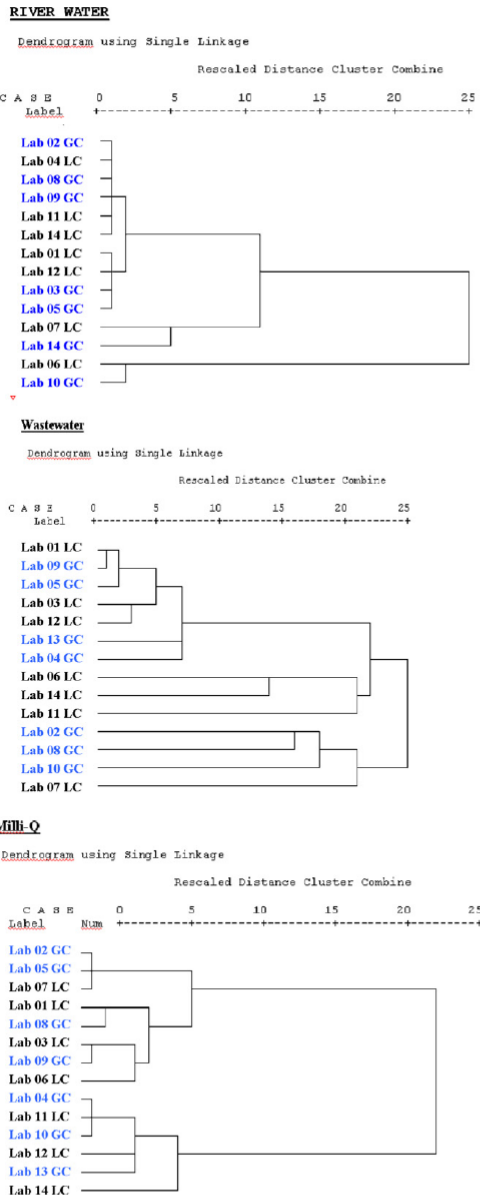 RIVER WATER
Dendrogram using Single Linkage
Rescaled Distance Cluster Combine
C A S E 0 5 10 15 20 25
Label
Lab 02 GC
Lab 04 LC
Lab 08 GC
Lab 09 GC
Lab 11 LC
Lab 14 LC
Lab 01 LC
Lab 12 LC
Lab 03 GC
Lab 05 GC
Lab 07 LC
Lab 14 GC
Lab 06 LC
Lab 10 GC
Wastewater
Dendrogram using Single Linkage
Rescaled Distance Cluster Combine
C A S E 0 5 10 15 20 25
Label
Lab 01 LC
Lab 09 GC
Lab 05 GC
Lab 03 LC
Lab 12 LC
Lab 13 GC
Lab 04 GC
Lab 06 LC
Lab 14 LC
Lab 11 LC
Lab 02 GC
Lab 08 GC
Lab 10 GC
Lab 07 LC
Milli-Q
Dendrogram using Single Linkage
Rescaled Distance Cluster Combine
C A S E 0 5 10 15 20 25
Label Num
Lab 02 GC
Lab 05 GC
Lab 07 LC
Lab 01 LC
Lab 08 GC
Lab 03 LC
Lab 09 GC
Lab 06 LC
Lab 04 GC
Lab 11 LC
Lab 10 GC
Lab 12 LC
Lab 13 GC
Lab 14 LC